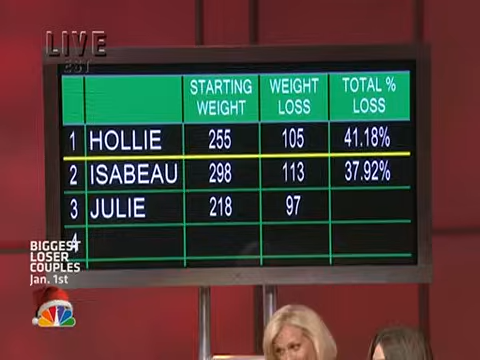 LIVE
EST
STARTING WEIGHT WEIGHT LOSS TOTAL % LOSS
1 HOLLIE 255 105 41.18%
2 ISABEAU 298 113 37.92%
3 JULIE 218 97
4
BIGGEST
LOSER
COUPLES
Jan. 1st